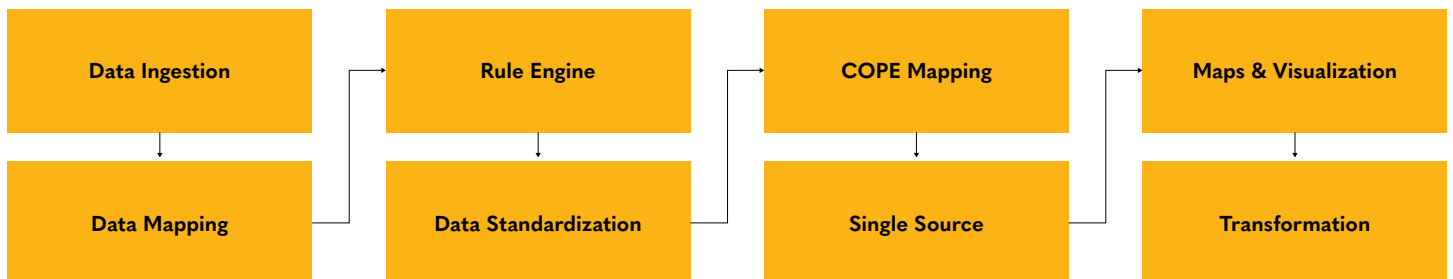 Data Ingestion
Data Mapping
Rule Engine
Data Standardization
COPE Mapping
Single Source
Maps & Visualization
Transformation